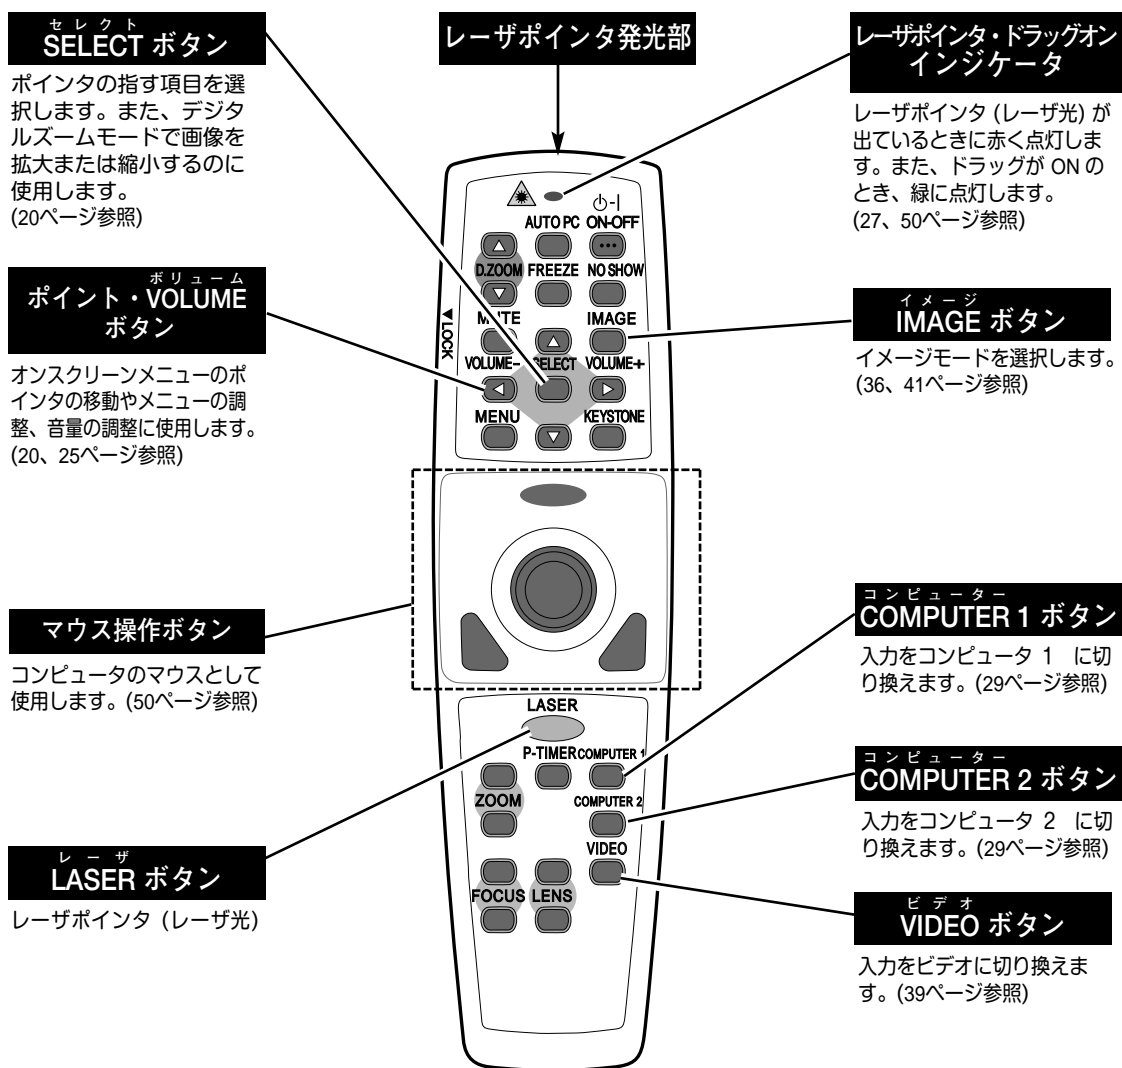 セレクト
SELECT ボタン
ポインタの指す項目を選
択します。また、デジタ
ルズームモードで画像を
拡大または縮小するのに
使用します。
(20ページ参照)
ボリューム
ポイント・VOLUME
ボタン
オンスクリーンメニューのポ
インタの移動やメニューの調
整、音量の調整に使用します。
(20、25ページ参照)
マウス操作ボタン
コンピュータのマウスとして
使用します。(50ページ参照)
レーザ
LASER ボタン
レーザポインタ (レーザ光)
レーザポインタ発光部
AUTO PC ON-OFF
D.ZOOM FREEZE NO SHOW
▼LOCK
MUTE IMAGE
VOLUME- SELECT VOLUME+
MENU KEYSTONE
LASER
P-TIMER COMPUTER 1
ZOOM COMPUTER 2
VIDEO
FOCUS LENS
レーザポインタ・ドラッグオン
インジケータ
レーザポインタ (レーザ光) が
出ているときに赤く点灯しま
す。また、ドラッグが ON の
とき、緑に点灯します。
(27、50ページ参照)
イメージ
IMAGE ボタン
イメージモードを選択します。
(36、41ページ参照)
コンピューター
COMPUTER 1 ボタン
入力をコンピュータ 1 に切
り換えます。(29ページ参照)
コンピューター
COMPUTER 2 ボタン
入力をコンピュータ 2 に切
り換えます。(29ページ参照)
ビデオ
VIDEO ボタン
入力をビデオに切り換えま
す。(39ページ参照)